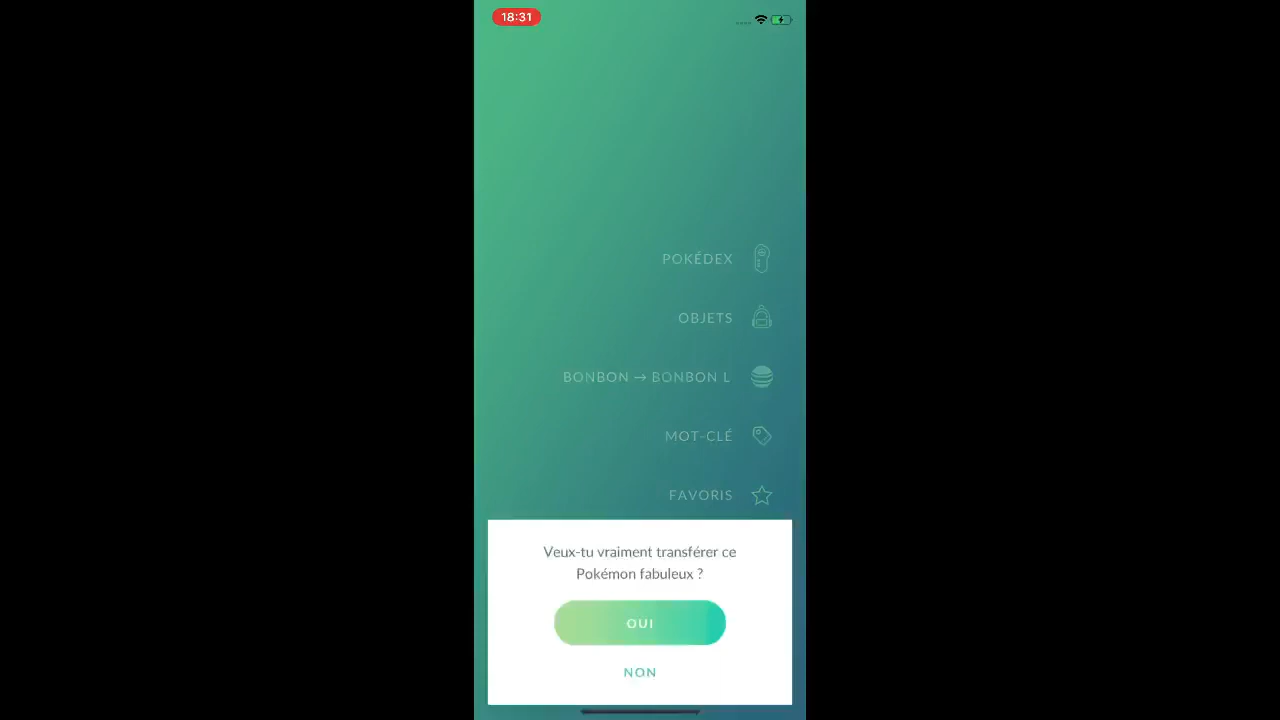 18:31
POKÉDEX
OBJETS
BONBON → BONBON L
MOT-CLÉ
FAVORIS
Veux-tu vraiment transférer ce
Pokémon fabuleux ?
OUI
NON